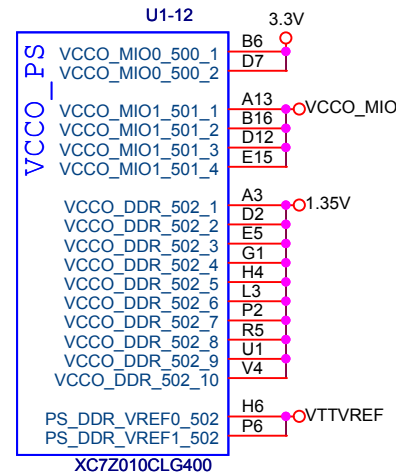 U1-12
3.3V
VCCO_PS
VCCO_MIO0_500_1 B6
VCCO_MIO0_500_2 D7
VCCO_MIO1_501_1 A13 VCCO_MIO
VCCO_MIO1_501_2 B16
VCCO_MIO1_501_3 D12
VCCO_MIO1_501_4 E15
VCCO_DDR_502_1 A3 1.35V
VCCO_DDR_502_2 D2
VCCO_DDR_502_3 E5
VCCO_DDR_502_4 G1
VCCO_DDR_502_5 H4
VCCO_DDR_502_6 L3
VCCO_DDR_502_7 P2
VCCO_DDR_502_8 R5
VCCO_DDR_502_9 U1
VCCO_DDR_502_10 V4
PS_DDR_VREF0_502 H6 VTTVREF
PS_DDR_VREF1_502 P6
XC7Z010CLG400